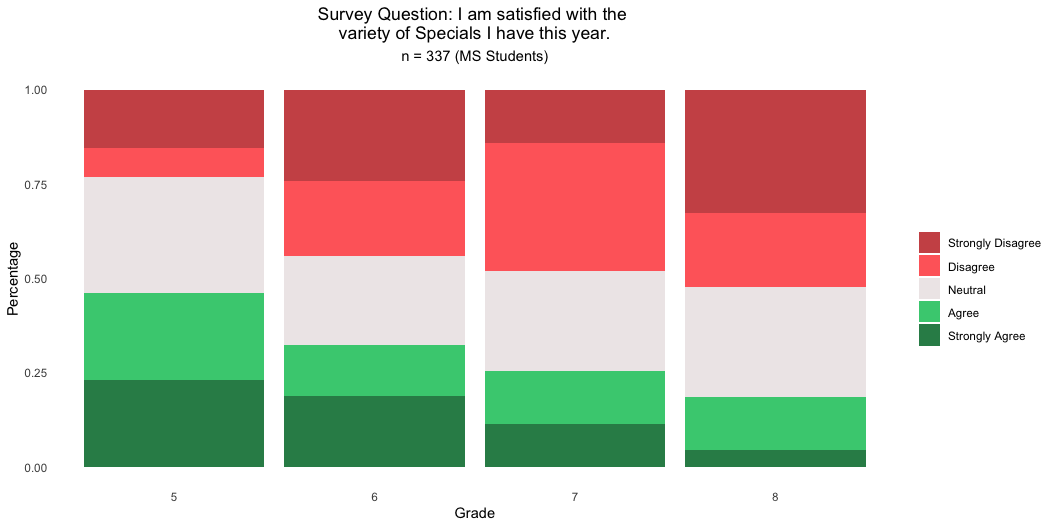 Survey Question: I am satisfied with the
variety of Specials I have this year.
n = 337 (MS Students)
Percentage
1.00
0.75
0.50
0.25
0.00
5
6
7
8
Grade
Strongly Disagree
Disagree
Neutral
Agree
Strongly Agree